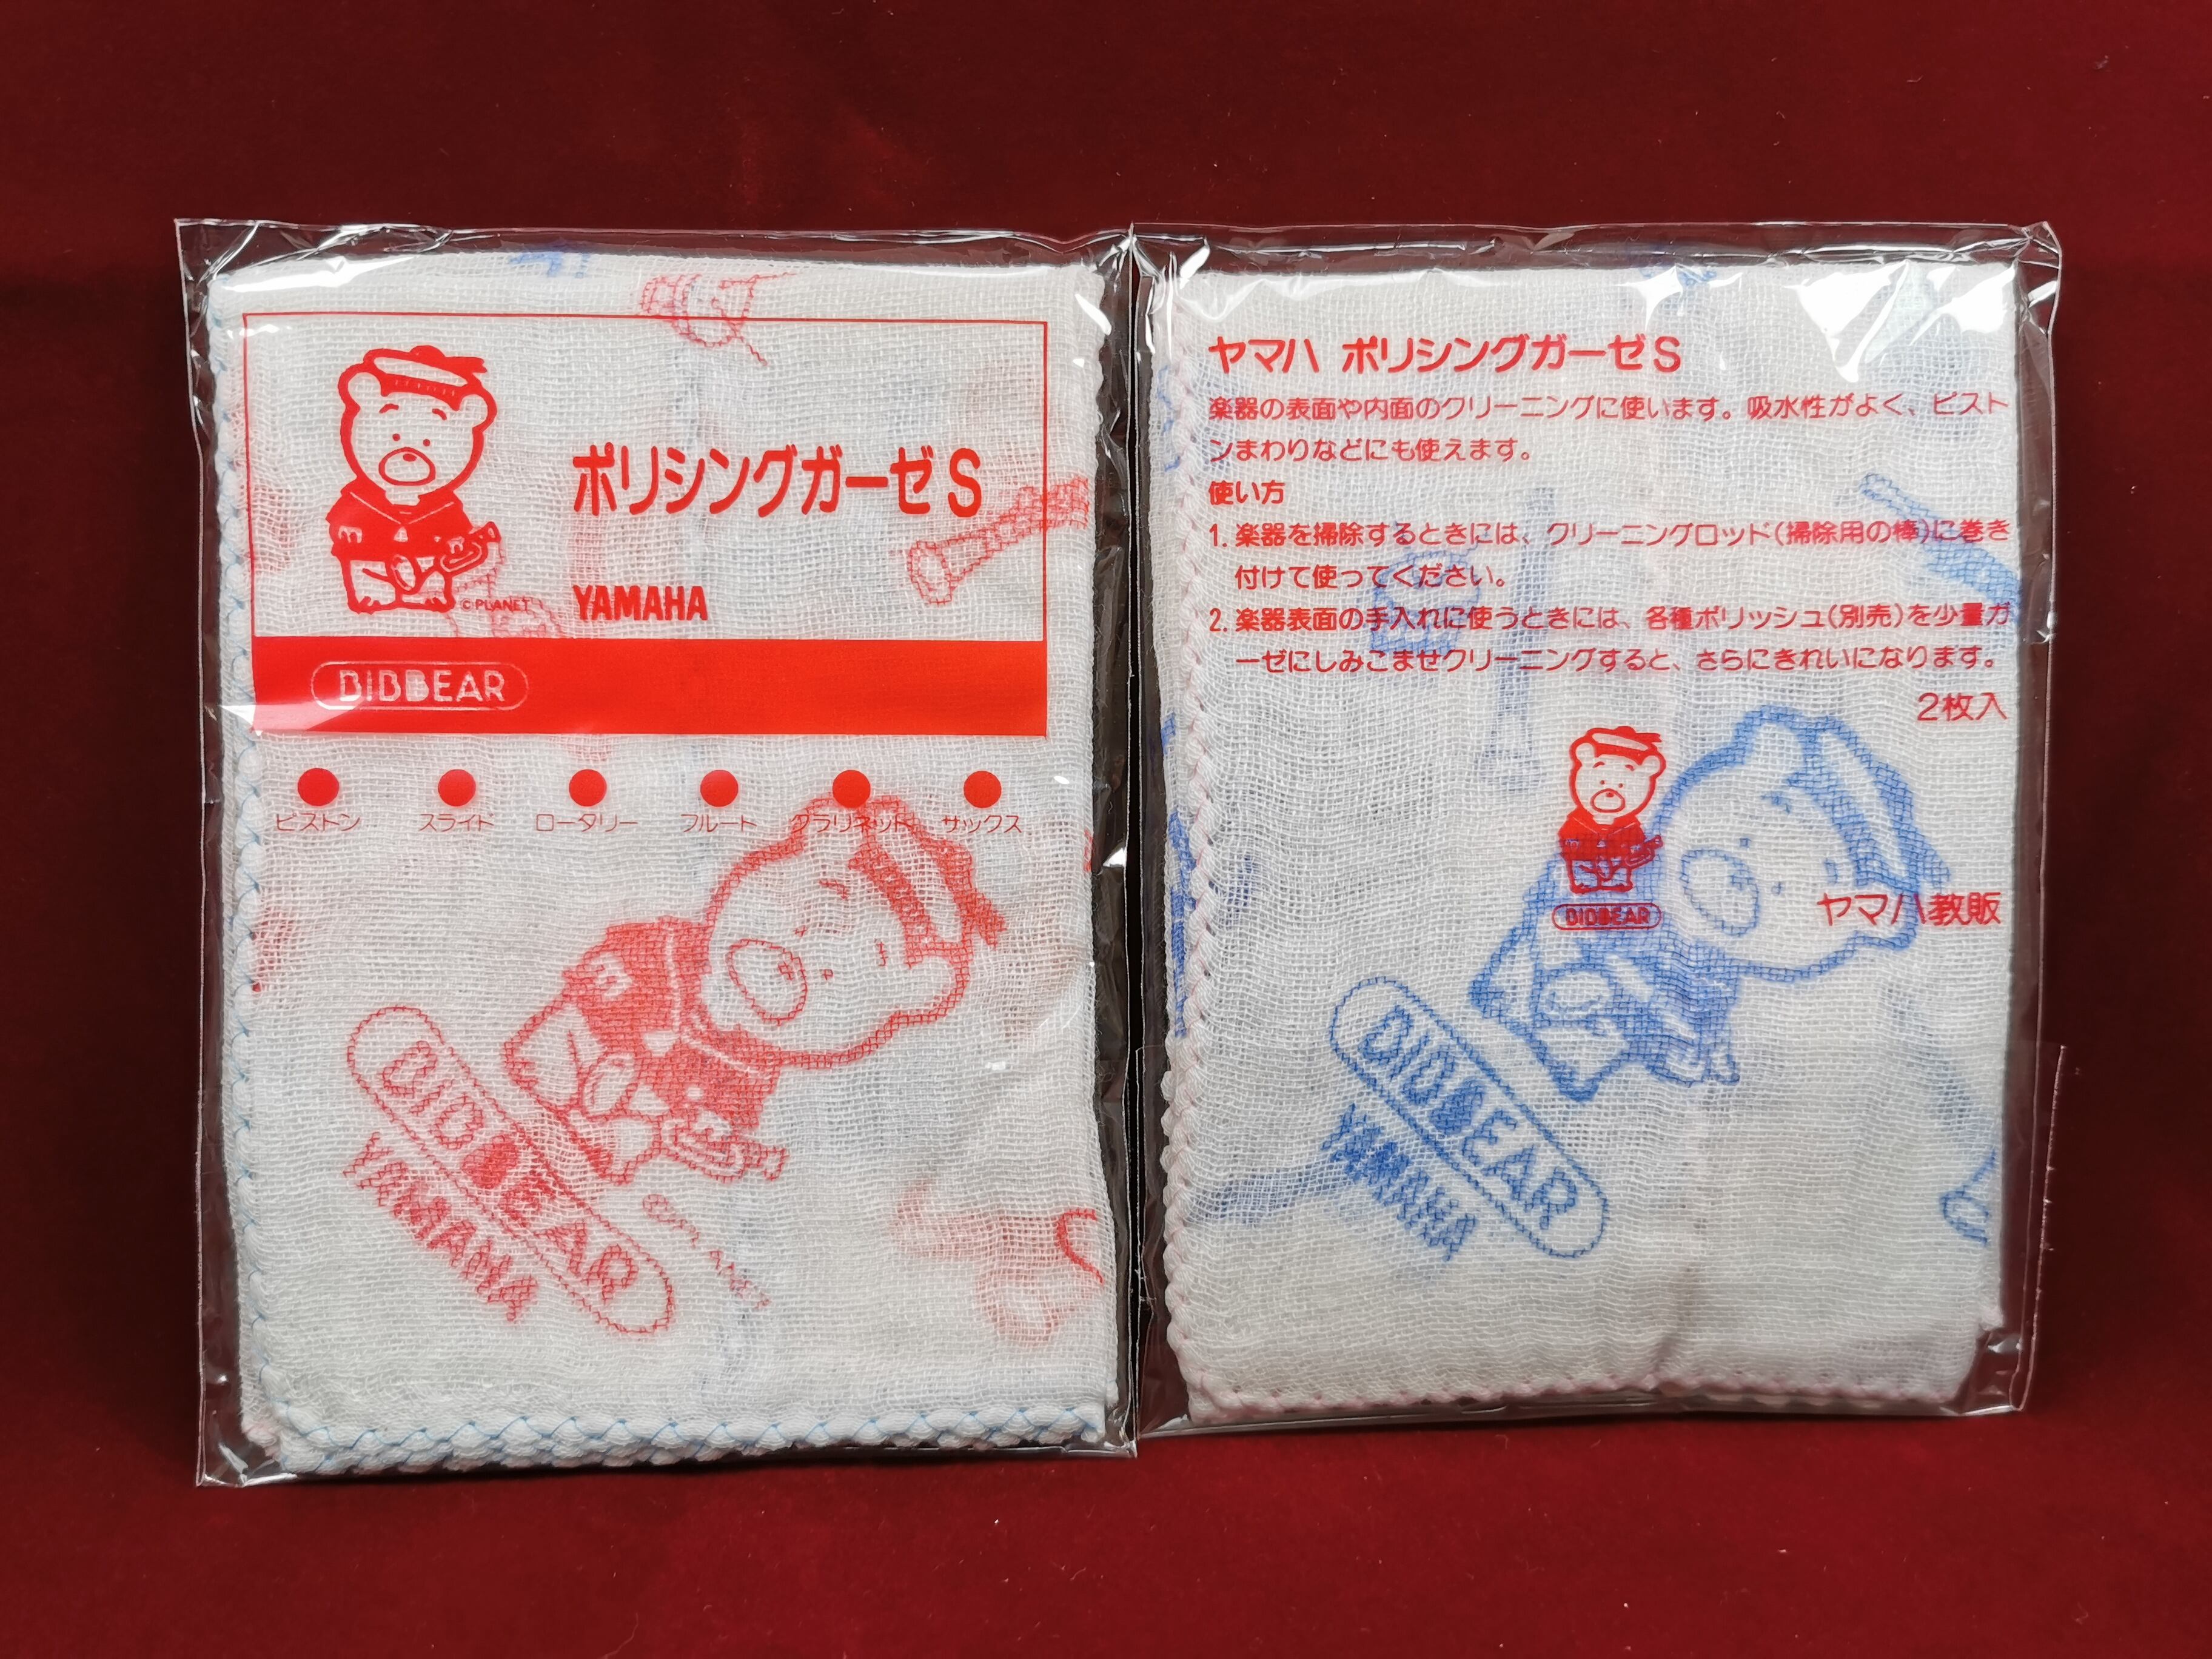 ポリシングガーゼS
© PLANET
YAMAHA
BIDBEAR
ピストン スライド ロータリー フルート クラリネット サックス
BIDBEAR
YAMAHA
© PLANET
ヤマハ ポリシングガーゼS
楽器の表面や内面のクリーニングに使います。吸水性がよく、ピスト
ンまわりなどにも使えます。
使い方
1. 楽器を掃除するときには、クリーニングロッド(掃除用の棒)に巻き
付けて使ってください。
2. 楽器表面の手入れに使うときには、各種ポリッシュ(別売)を少量ガ
ーゼにしみこませクリーニングすると、さらにきれいになります。
2枚入
BIDBEAR
ヤマハ教販
BIDBEAR
YAMAHA